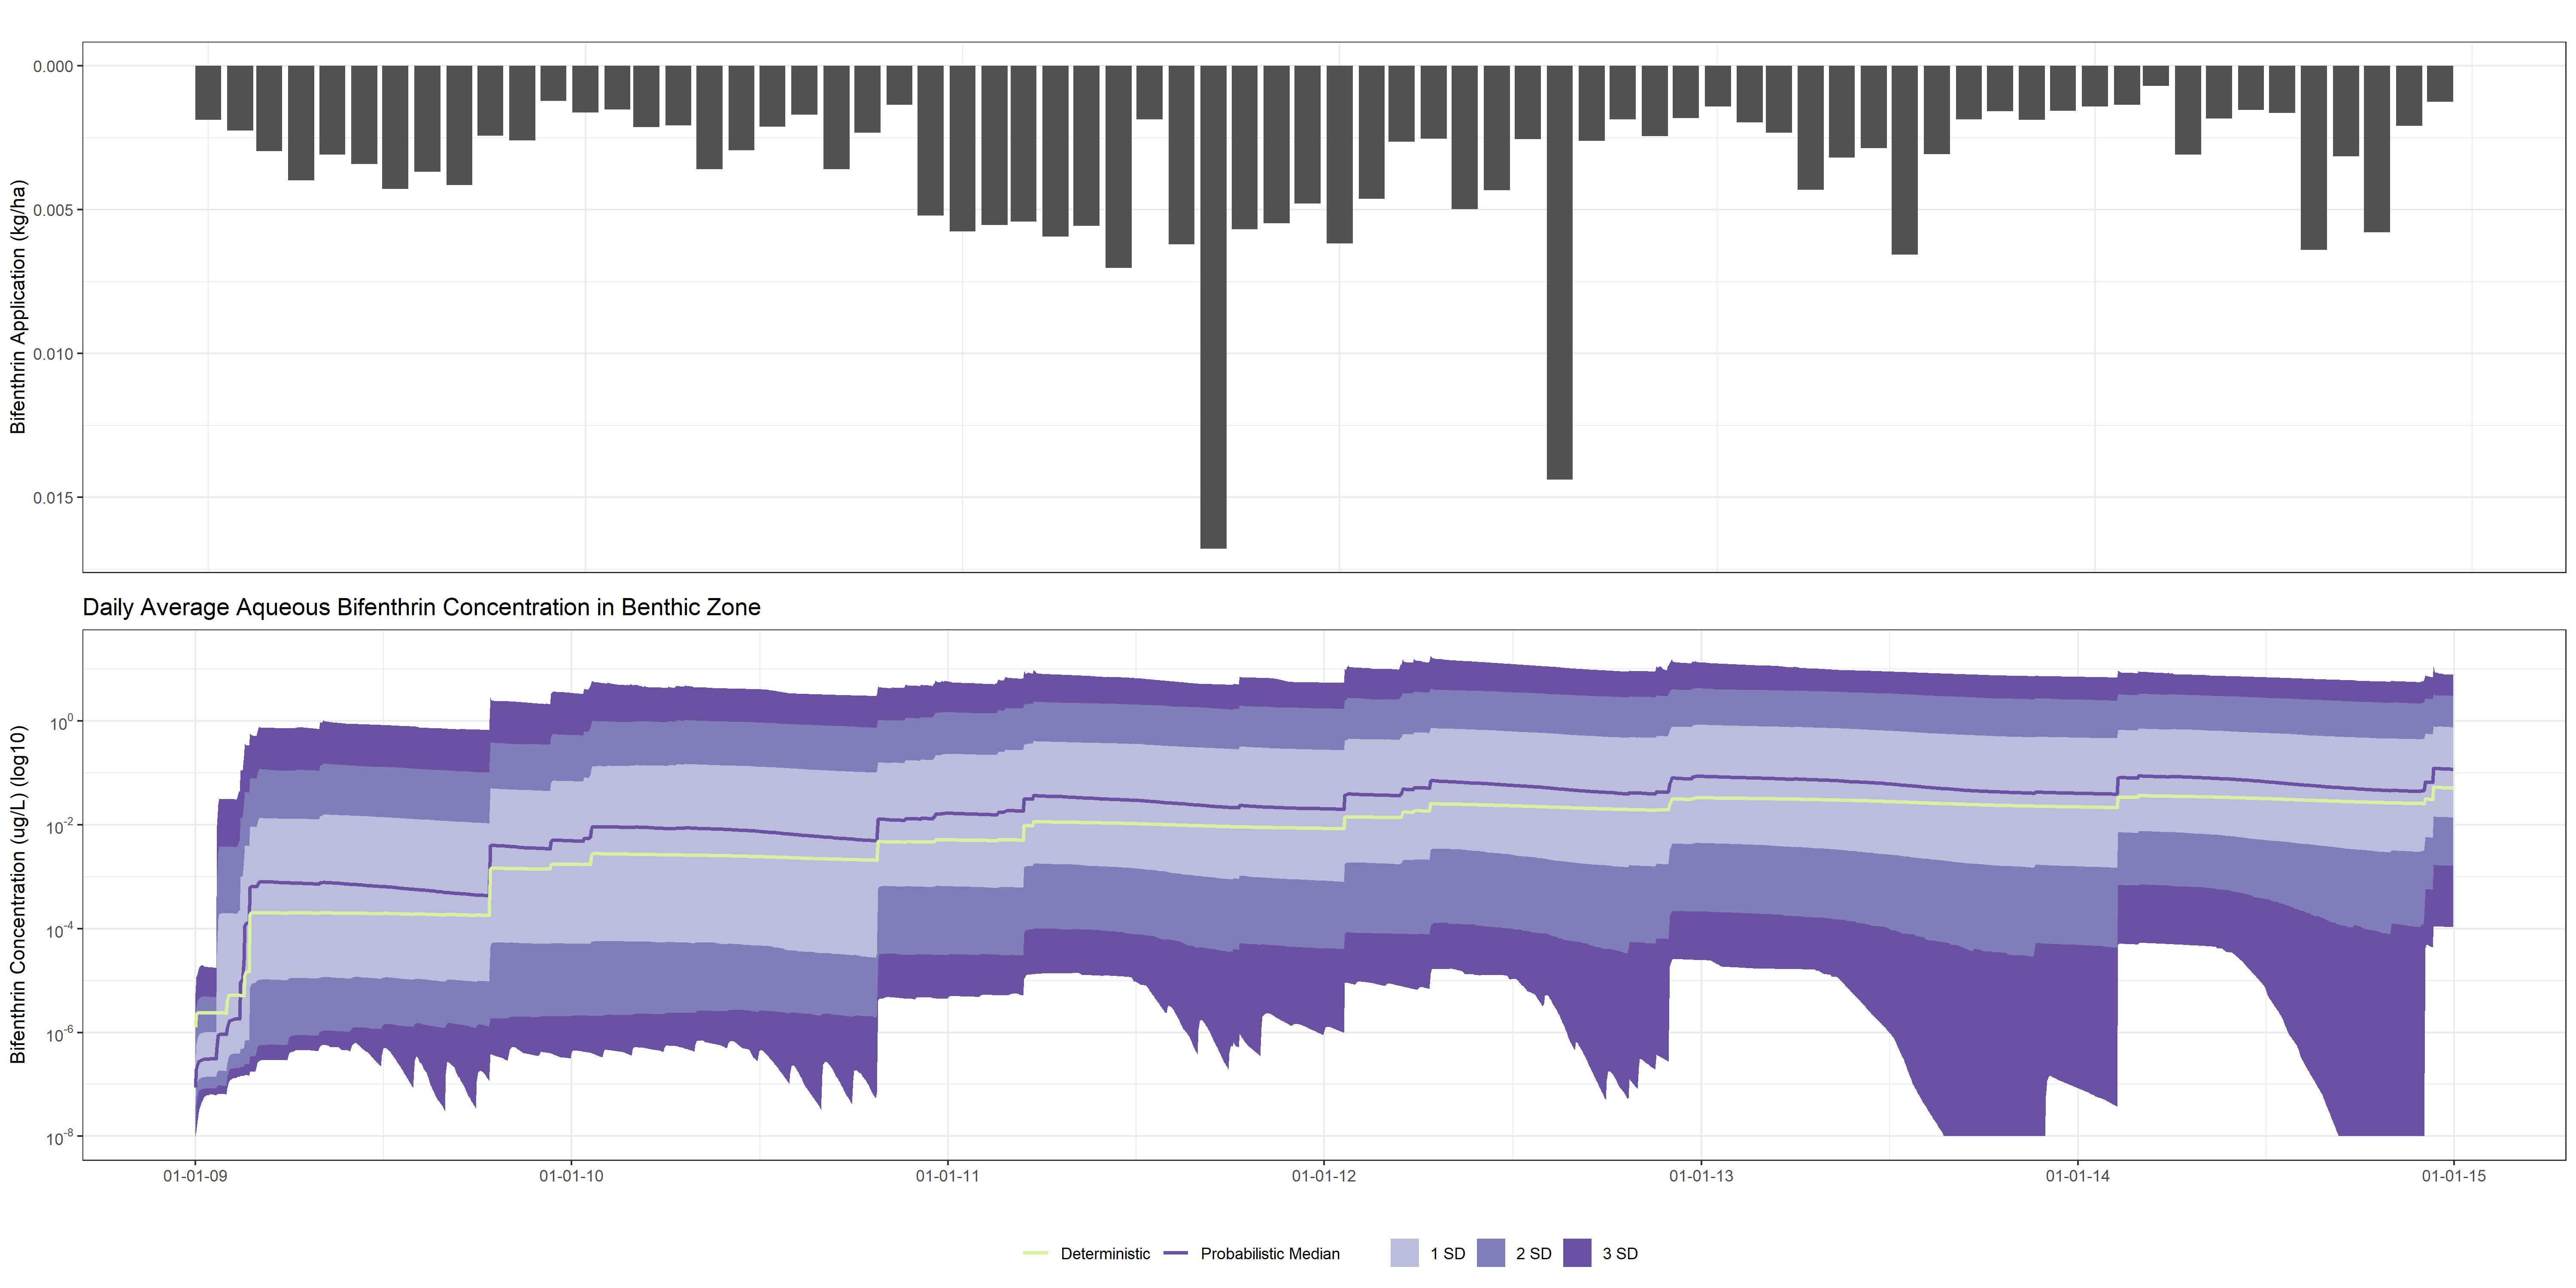 Bifenthrin Application (kg/ha)
0.000
0.005
0.010
0.015
Daily Average Aqueous Bifenthrin Concentration in Benthic Zone
Bifenthrin Concentration (ug/L) (log10)
10⁰
10⁻²
10⁻⁴
10⁻⁶
10⁻⁸
01-01-09 01-01-10 01-01-11 01-01-12 01-01-13 01-01-14 01-01-15
Deterministic Probabilistic Median 1 SD 2 SD 3 SD